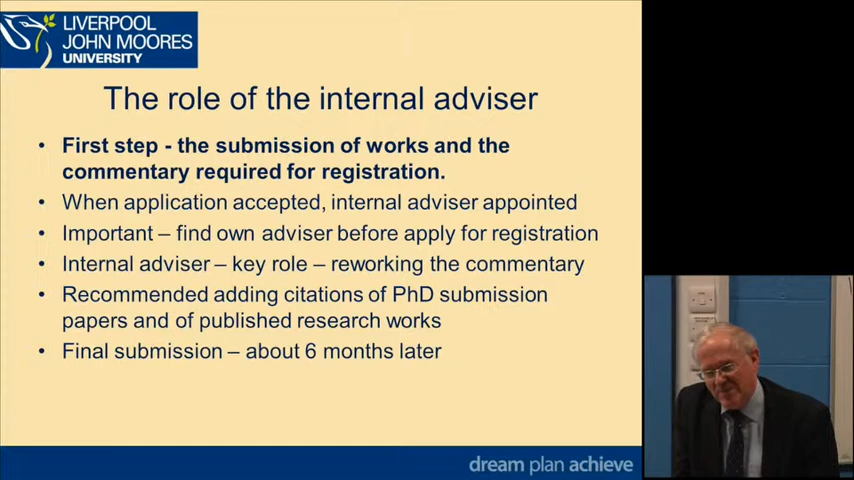 LIVERPOOL
JOHN MOORES
UNIVERSITY
The role of the internal adviser
• First step - the submission of works and the
commentary required for registration.
• When application accepted, internal adviser appointed
• Important – find own adviser before apply for registration
• Internal adviser – key role – reworking the commentary
• Recommended adding citations of PhD submission
papers and of published research works
• Final submission – about 6 months later
dream plan achieve